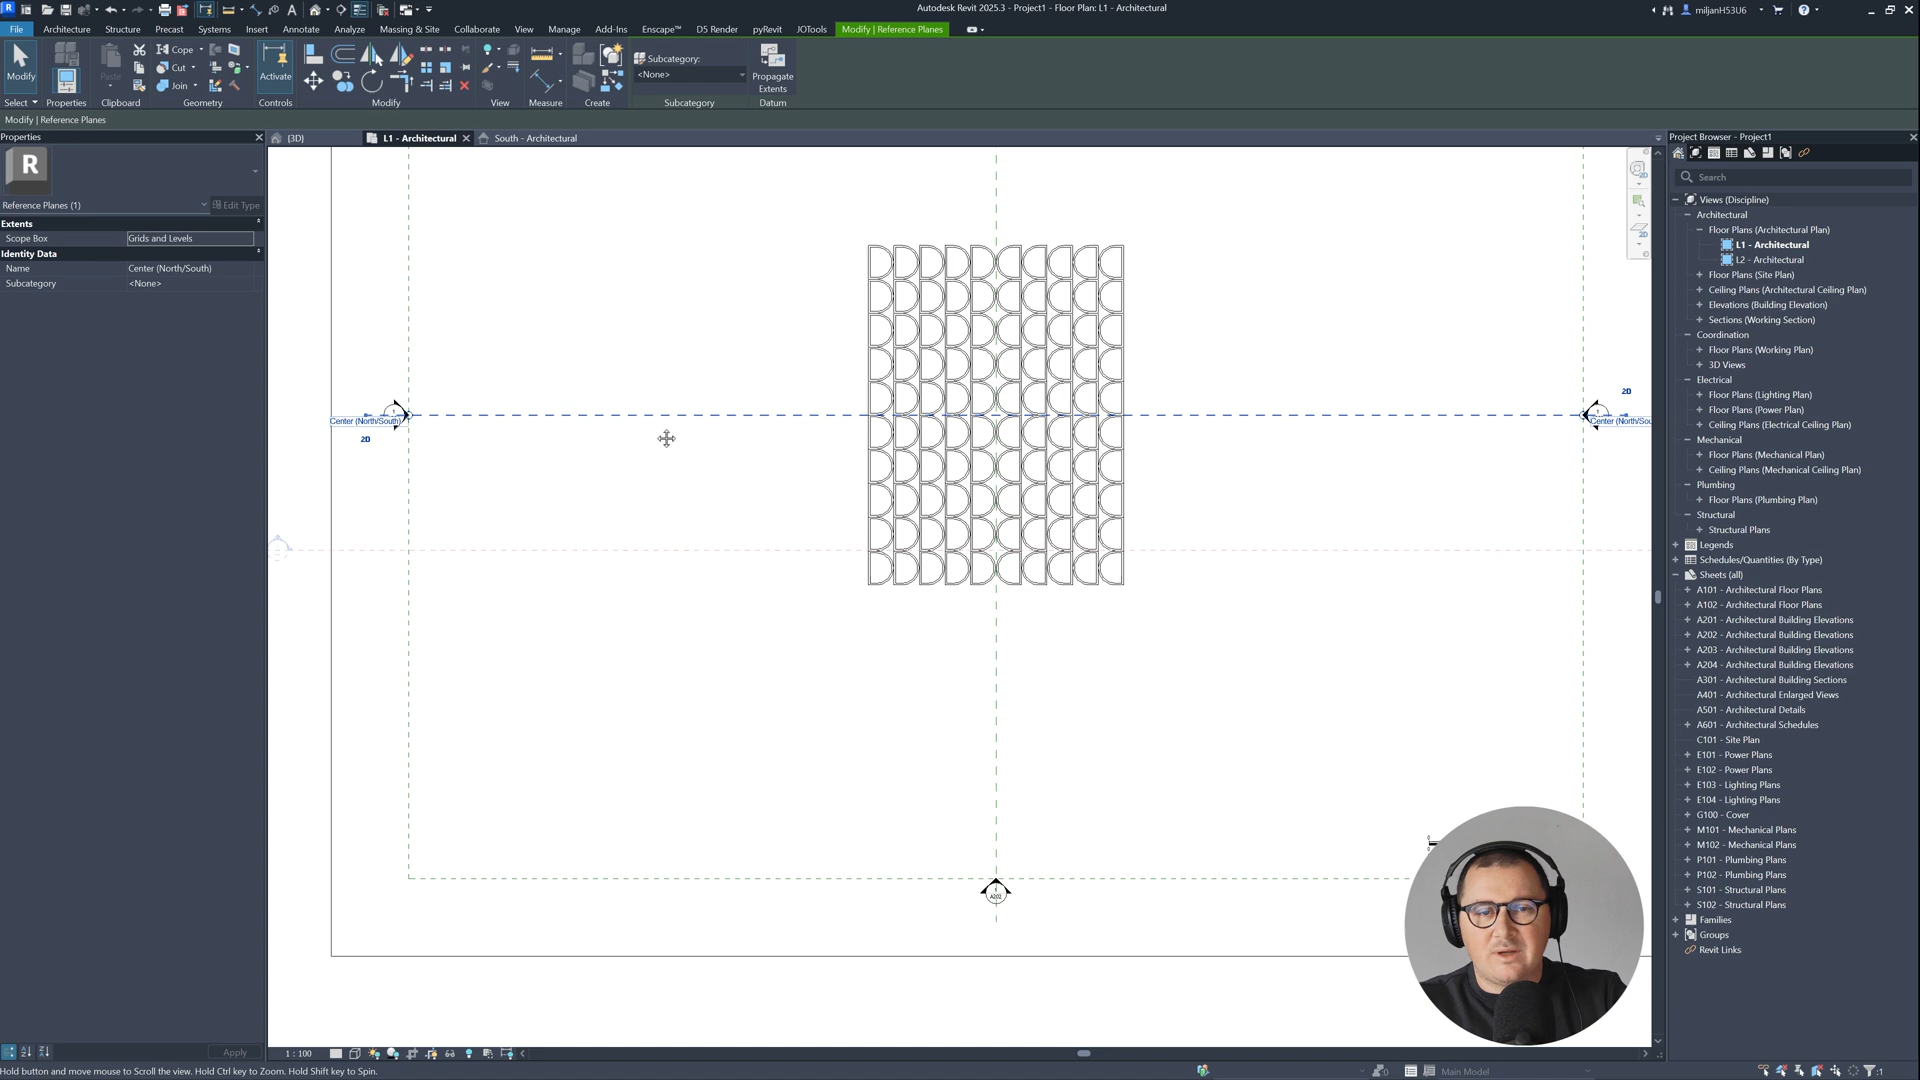 Autodesk Revit 2025.3 - Project1 - Floor Plan: L1 - Architectural
miljanH53U6
File
Architecture
Structure
Precast
Systems
Insert
Annotate
Analyze
Massing & Site
Collaborate
View
Manage
Add-Ins
Enscape™
D5 Render
pyRevit
JOTools
Modify | Reference Planes
Modify
Paste
Cope
Cut
Join
Activate
Subcategory:
<None>
Propagate
Extents
Select
Properties
Clipboard
Geometry
Controls
Modify
View
Measure
Create
Subcategory
Datum
Modify | Reference Planes
Properties
R
Reference Planes (1)
Edit Type
Extents
Scope Box
Grids and Levels
Identity Data
Name
Center (North/South)
Subcategory
<None>
Apply
(3D)
L1 - Architectural
South - Architectural
Center (North/South)
2D
2D
Center (North/Sou
A202
2D
2D
1 : 100
Project Browser - Project1
Search
Views (Discipline)
Architectural
Floor Plans (Architectural Plan)
L1 - Architectural
L2 - Architectural
Floor Plans (Site Plan)
Ceiling Plans (Architectural Ceiling Plan)
Elevations (Building Elevation)
Sections (Working Section)
Coordination
Floor Plans (Working Plan)
3D Views
Electrical
Floor Plans (Lighting Plan)
Floor Plans (Power Plan)
Ceiling Plans (Electrical Ceiling Plan)
Mechanical
Floor Plans (Mechanical Plan)
Ceiling Plans (Mechanical Ceiling Plan)
Plumbing
Floor Plans (Plumbing Plan)
Structural
Structural Plans
Legends
Schedules/Quantities (By Type)
Sheets (all)
A101 - Architectural Floor Plans
A102 - Architectural Floor Plans
A201 - Architectural Building Elevations
A202 - Architectural Building Elevations
A203 - Architectural Building Elevations
A204 - Architectural Building Elevations
A301 - Architectural Building Sections
A401 - Architectural Enlarged Views
A501 - Architectural Details
A601 - Architectural Schedules
C101 - Site Plan
E101 - Power Plans
E102 - Power Plans
E103 - Lighting Plans
E104 - Lighting Plans
G100 - Cover
M101 - Mechanical Plans
M102 - Mechanical Plans
P101 - Plumbing Plans
P102 - Plumbing Plans
S101 - Structural Plans
S102 - Structural Plans
Families
Groups
Revit Links
Hold button and move mouse to Scroll the view. Hold Ctrl key to Zoom. Hold Shift key to Spin.
:0
Main Model
:1